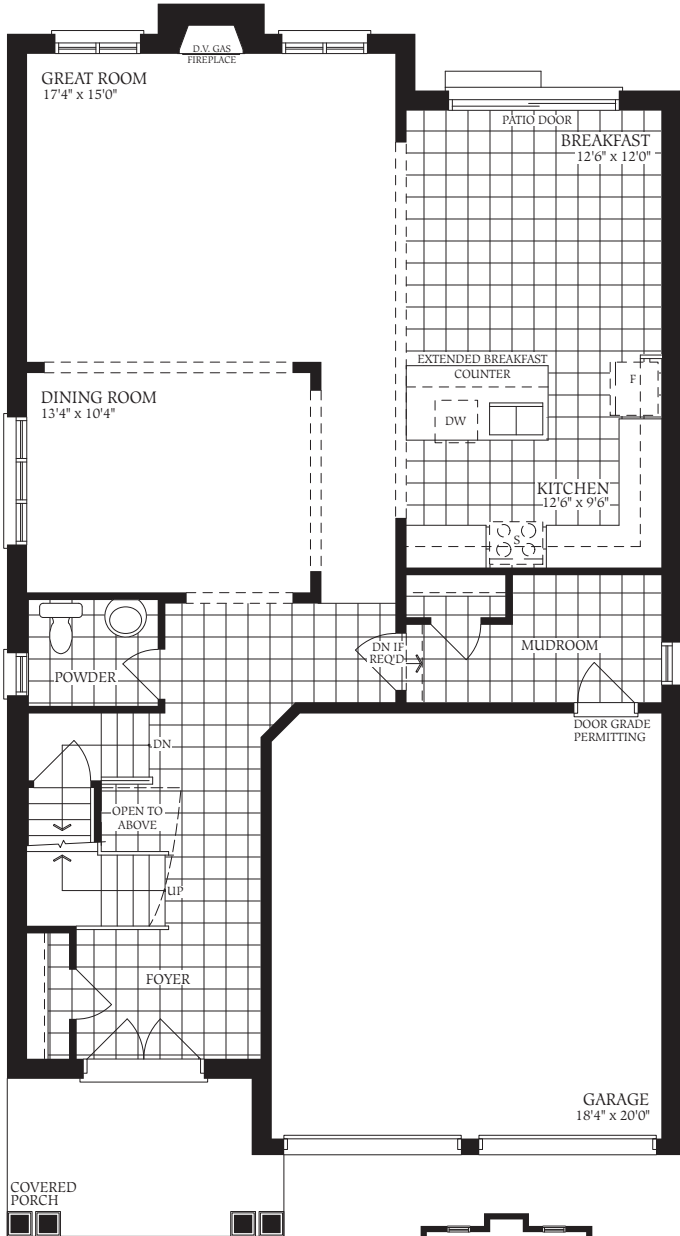 D.V. GAS
FIREPLACE
GREAT ROOM
17'4" x 15'0"
PATIO DOOR
BREAKFAST
12'6" x 12'0"
EXTENDED BREAKFAST
COUNTER
F
DINING ROOM
13'4" x 10'4"
DW
KITCHEN
12'6" x 9'6"
S
DN IF
REQ'D
MUDROOM
POWDER
DOOR GRADE
PERMITTING
DN
OPEN TO
ABOVE
UP
FOYER
GARAGE
18'4" x 20'0"
COVERED
PORCH